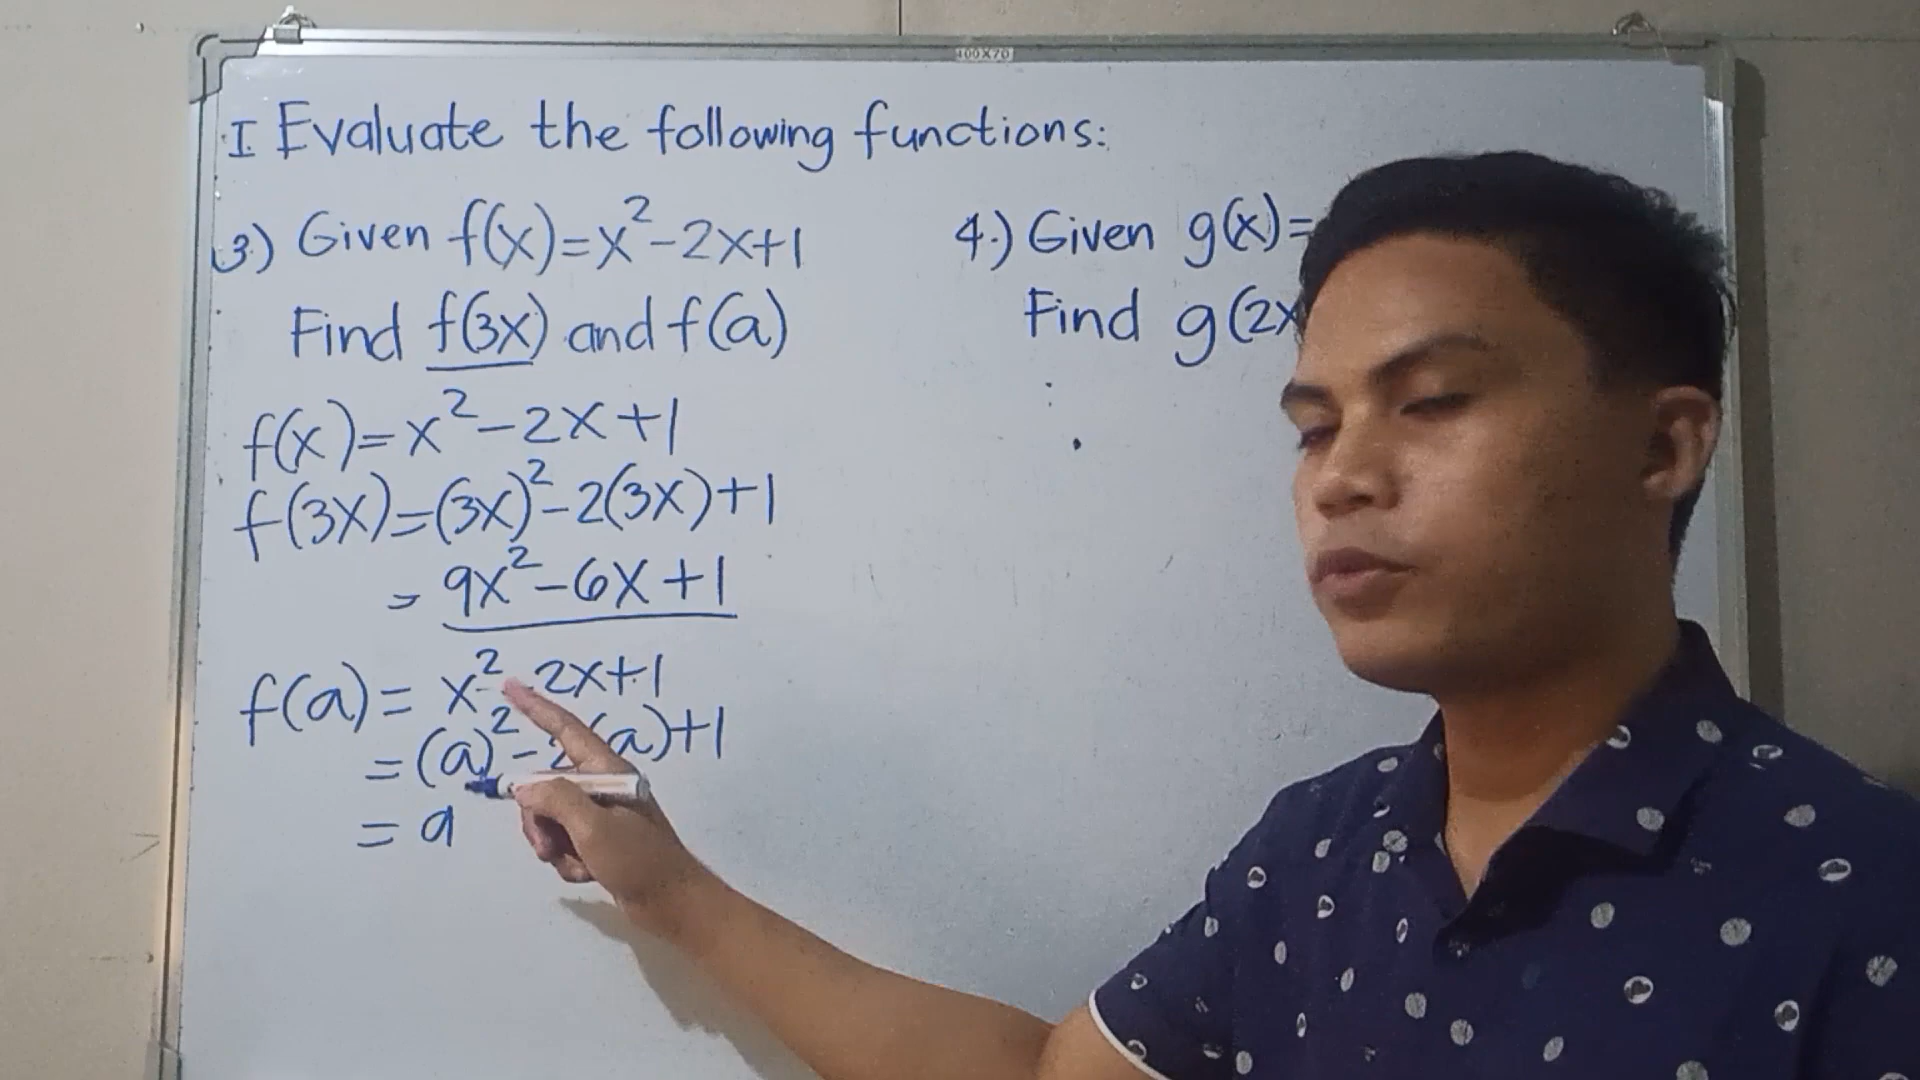 400X70
I Evaluate the following functions:
3.) Given f(x)=x²-2x+1
Find f(3x) and f(a)
f(x)=x²-2x+1
f(3x)=(3x)²-2(3x)+1
= 9x²-6x+1
f(a)= x² 2x+1
=(a)²-2(a)+1
= a
4.) Given g(x)=
Find g(2x